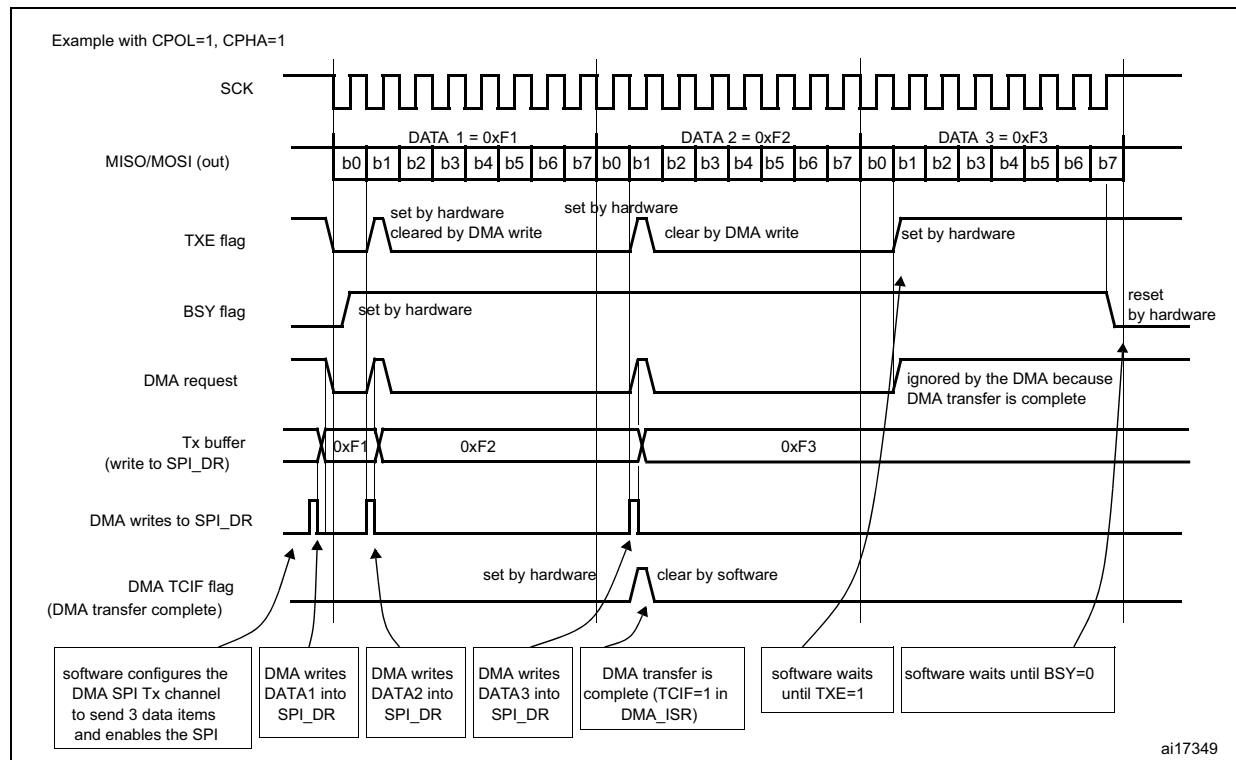 Example with CPOL=1, CPHA=1
SCK
DATA 1 = 0xF1
DATA 2 = 0xF2
DATA 3 = 0xF3
MISO/MOSI (out)
b0 b1 b2 b3 b4 b5 b6 b7 b0 b1 b2 b3 b4 b5 b6 b7 b0 b1 b2 b3 b4 b5 b6 b7
TXE flag
set by hardware
cleared by DMA write
set by hardware
clear by DMA write
set by hardware
BSY flag
set by hardware
reset
by hardware
DMA request
ignored by the DMA because
DMA transfer is complete
Tx buffer
(write to SPI_DR)
0xF1
0xF2
0xF3
DMA writes to SPI_DR
DMA TCIF flag
(DMA transfer complete)
set by hardware
clear by software
software configures the
DMA SPI Tx channel
to send 3 data items
and enables the SPI
DMA writes
DATA1 into
SPI_DR
DMA writes
DATA2 into
SPI_DR
DMA writes
DATA3 into
SPI_DR
DMA transfer is
complete (TCIF=1 in
DMA_ISR)
software waits
until TXE=1
software waits until BSY=0
ai17349